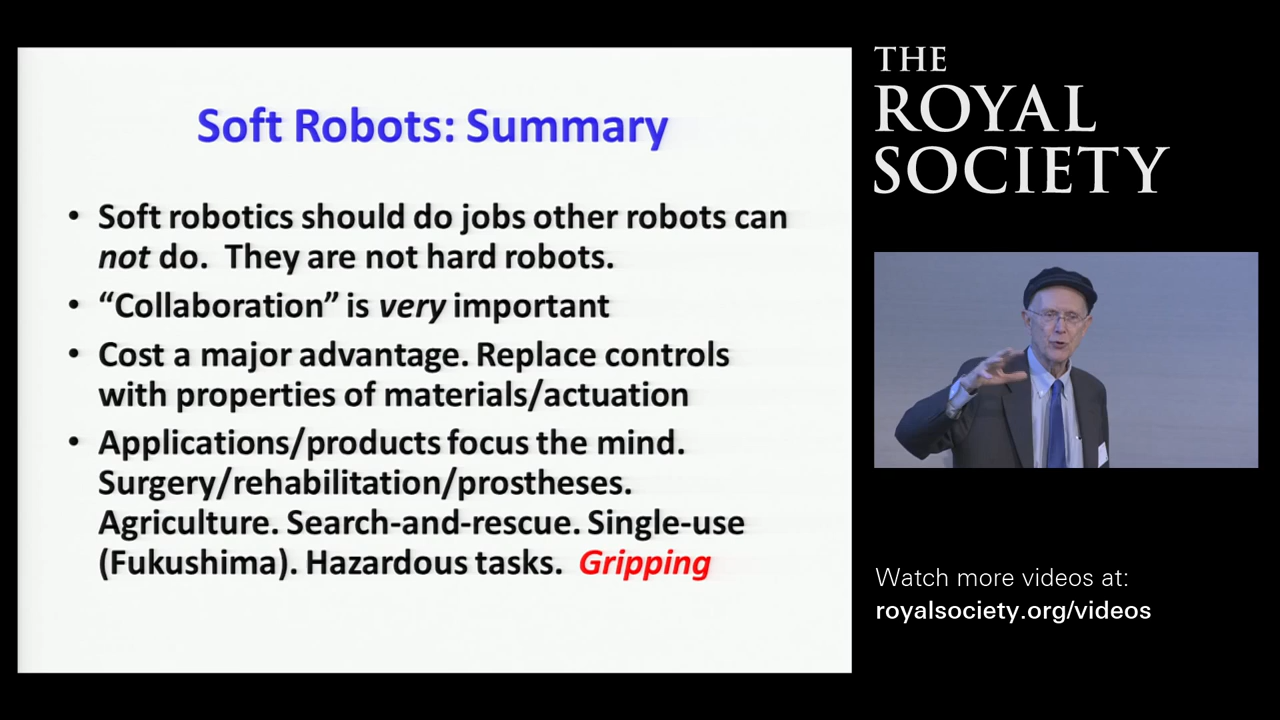 Soft Robots: Summary
• Soft robotics should do jobs other robots can
not do.  They are not hard robots.
• “Collaboration” is very important
• Cost a major advantage. Replace controls
with properties of materials/actuation
• Applications/products focus the mind.
Surgery/rehabilitation/prostheses.
Agriculture. Search-and-rescue. Single-use
(Fukushima). Hazardous tasks.  Gripping
THE
ROYAL
SOCIETY
Watch more videos at:
royalsociety.org/videos